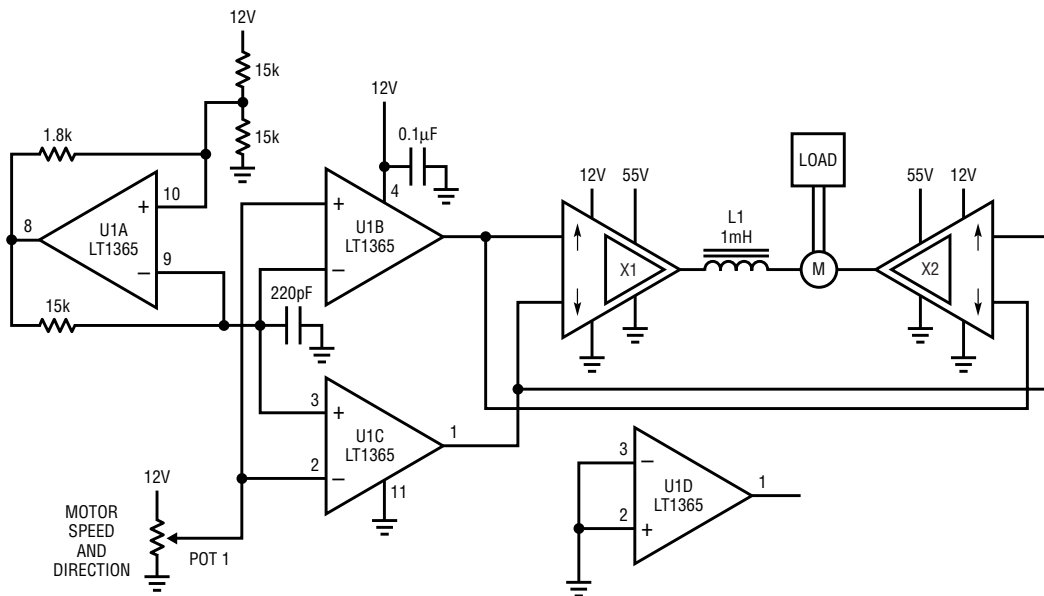 12V
15k
15k
1.8k
8
10
+
U1A
LT1365
9
−
15k
12V
0.1µF
4
+
U1B
LT1365
−
220pF
3
+
U1C
LT1365
1
2
−
11
12V
MOTOR
SPEED
AND
DIRECTION
POT 1
12V
55V
X1
L1
1mH
LOAD
M
55V
12V
X2
3
−
U1D
LT1365
1
2
+